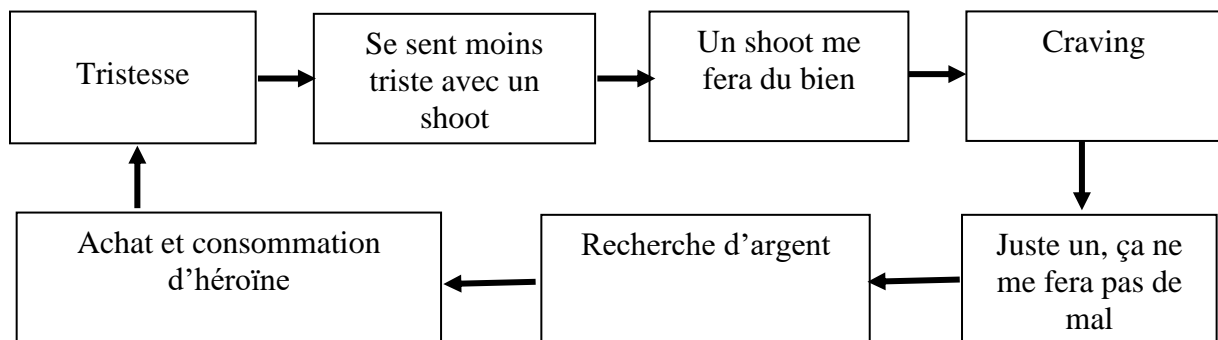 Tristesse
Se sent moins
triste avec un
shoot
Un shoot me
fera du bien
Craving
Achat et consommation
d’héroïne
Recherche d’argent
Juste un, ça ne
me fera pas de
mal